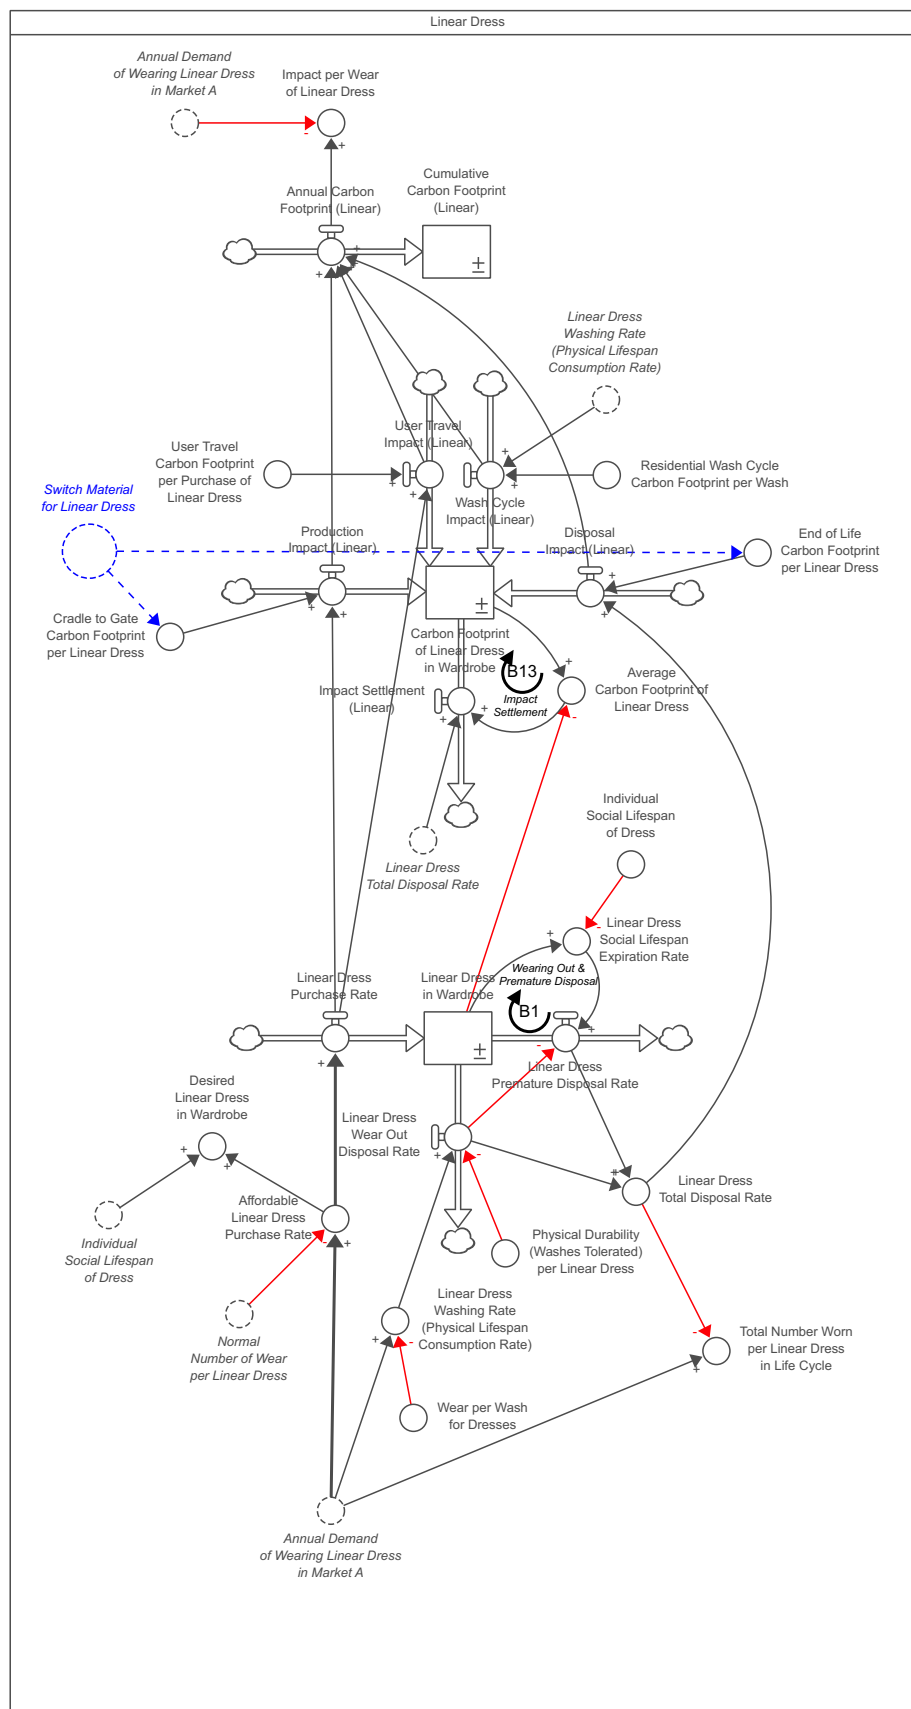 Linear Dress
Annual Demand
of Wearing Linear Dress
in Market A
Impact per Wear
of Linear Dress
-
+
Annual Carbon
Footprint (Linear)
Cumulative
Carbon Footprint
(Linear)
+
+
+
±
Linear Dress
Washing Rate
(Physical Lifespan
Consumption Rate)
User Travel
Impact (Linear)
User Travel
Carbon Footprint
per Purchase of
Linear Dress
+
+
+
+
Residential Wash Cycle
Carbon Footprint per Wash
Wash Cycle
Impact (Linear)
Switch Material
for Linear Dress
Production
Impact (Linear)
Disposal
Impact (Linear)
End of Life
Carbon Footprint
per Linear Dress
+
+
±
+
+
Cradle to Gate
Carbon Footprint
per Linear Dress
Carbon Footprint
of Linear Dress
in Wardrobe
B13
Impact
Settlement
+
Average
Carbon Footprint of
Linear Dress
-
Impact Settlement
(Linear)
+
+
Individual
Social Lifespan
of Dress
Linear Dress
Total Disposal Rate
-
+
Linear Dress
Social Lifespan
Expiration Rate
Wearing Out &
Premature Disposal
B1
Linear Dress
Purchase Rate
Linear Dress
in Wardrobe
+
-
+
±
Linear Dress
Premature Disposal Rate
Desired
Linear Dress
in Wardrobe
Linear Dress
Wear Out
Disposal Rate
+
+
+
-
+
+
Linear Dress
Total Disposal Rate
Affordable
Linear Dress
Purchase Rate
-
+
Individual
Social Lifespan
of Dress
Physical Durability
(Washes Tolerated)
per Linear Dress
Normal
Number of Wear
per Linear Dress
Linear Dress
Washing Rate
(Physical Lifespan
Consumption Rate)
+
-
-
+
Total Number Worn
per Linear Dress
in Life Cycle
Wear per Wash
for Dresses
Annual Demand
of Wearing Linear Dress
in Market A